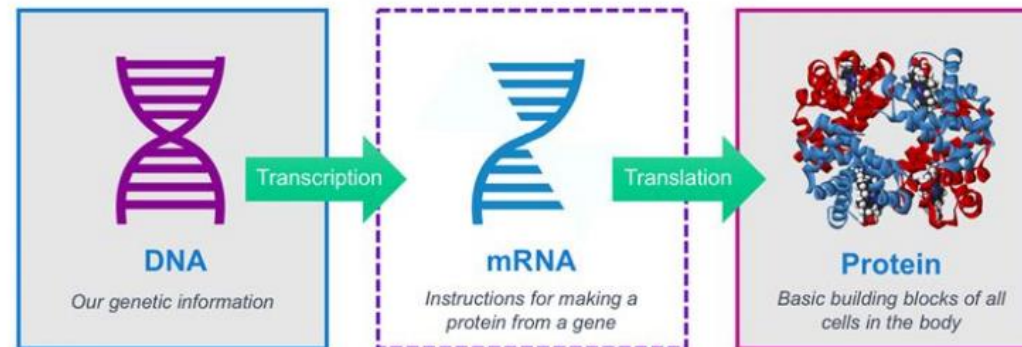 Transcription
Translation
DNA
Our genetic information
mRNA
Instructions for making a
protein from a gene
Protein
Basic building blocks of all
cells in the body